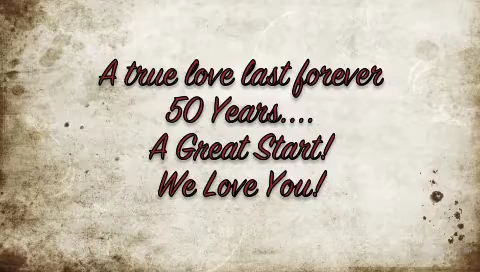 A true love last forever
50 Years....
A Great Start!
We Love You!